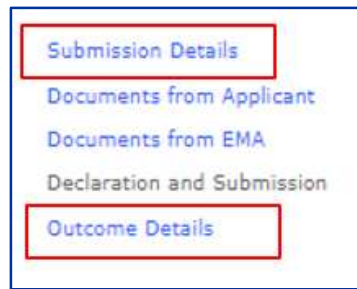 Submission Details
Documents from Applicant
Documents from EMA
Declaration and Submission
Outcome Details